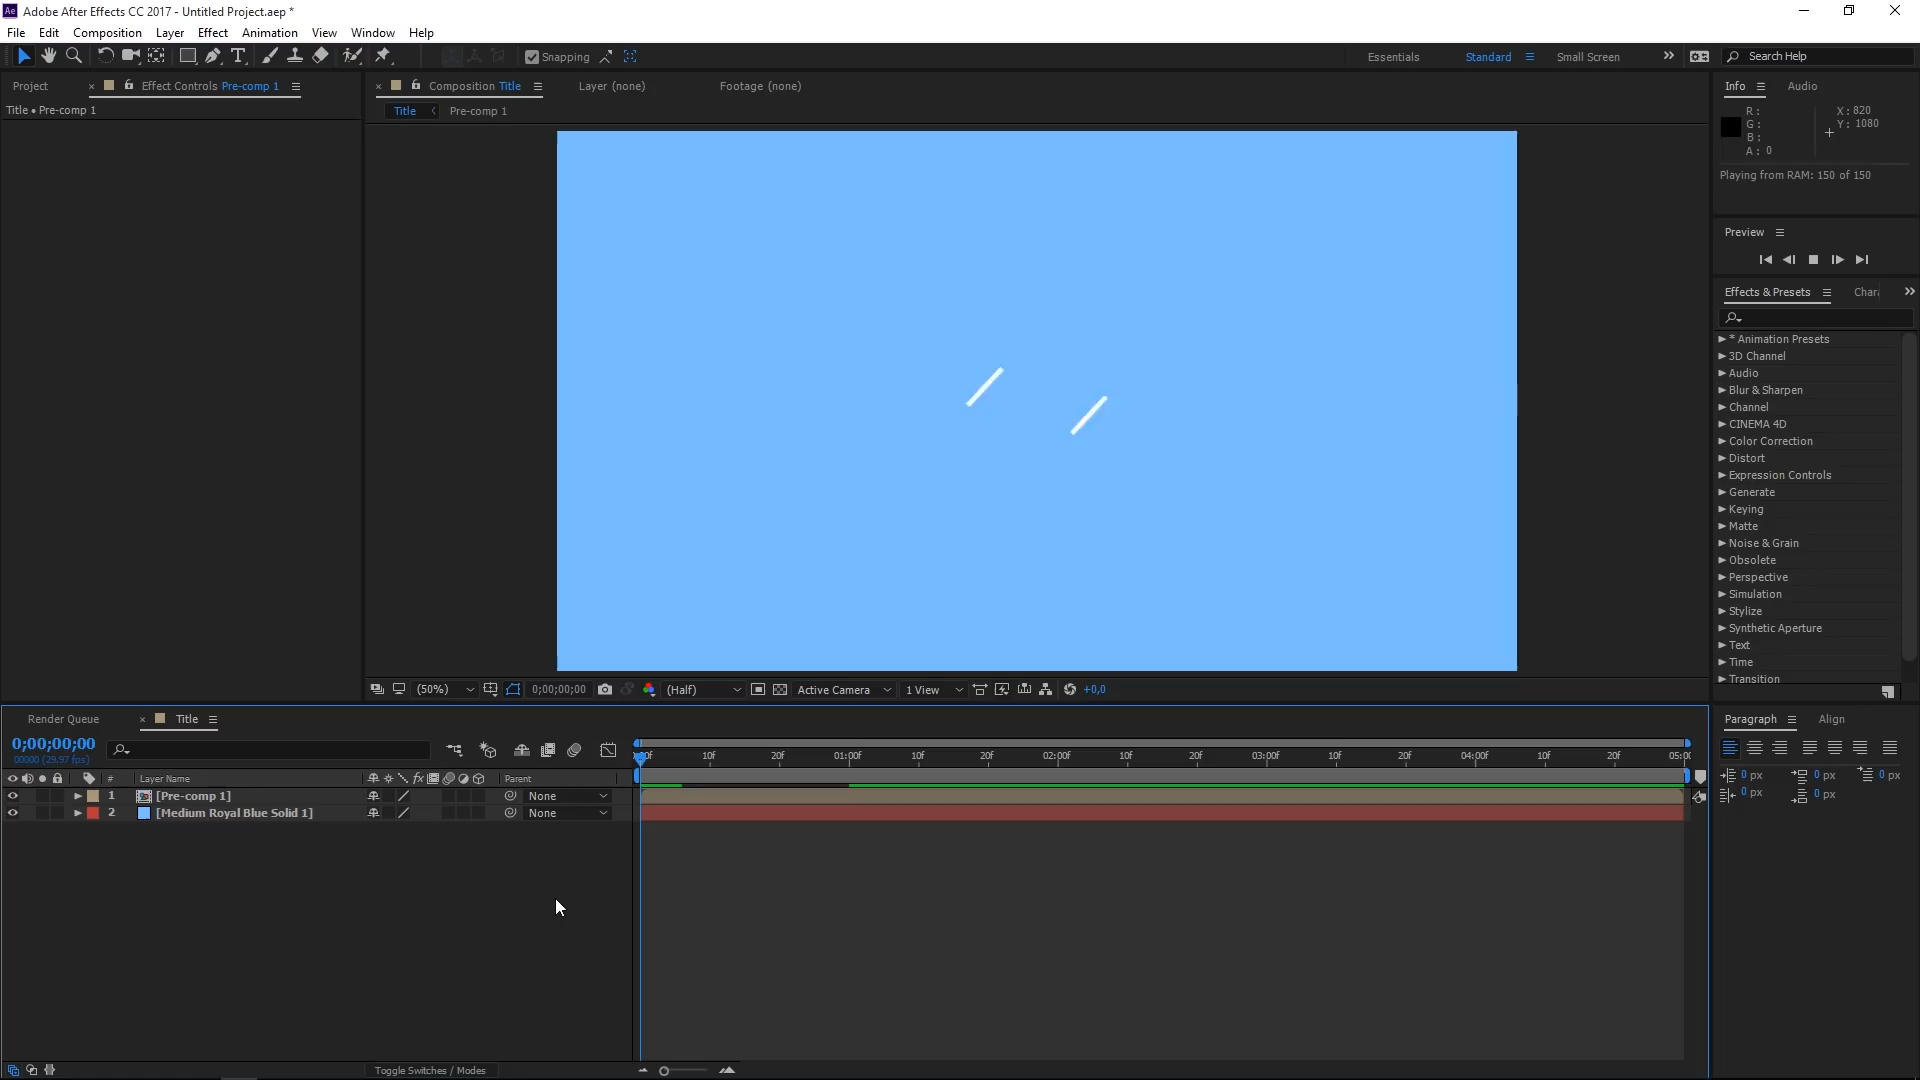 Adobe After Effects CC 2017 - Untitled Project.aep *
File Edit Composition Layer Effect Animation View Window Help
Snapping
Essentials Standard Small Screen Search Help
Project Effect Controls Pre-comp 1
Composition Title Layer (none) Footage (none)
Info Audio
Title • Pre-comp 1
Title Pre-comp 1
R :
G :
B :
A : 0
X : 820
Y : 1080
Playing from RAM: 150 of 150
Preview
Effects & Presets Chara
* Animation Presets
3D Channel
Audio
Blur & Sharpen
Channel
CINEMA 4D
Color Correction
Distort
Expression Controls
Generate
Keying
Matte
Noise & Grain
Obsolete
Perspective
Simulation
Stylize
Synthetic Aperture
Text
Time
Transition
(50%) 0;00;00;00 (Half) Active Camera 1 View +0,0
Render Queue Title
0;00;00;00
00000 (29.97 fps)
10f 20f 01:00f 10f 20f 02:00f 10f 20f 03:00f 10f 20f 04:00f 10f 20f 05:0
# Layer Name fx Parent
1 [Pre-comp 1] None
2 [Medium Royal Blue Solid 1] None
Toggle Switches / Modes
Paragraph Align
0 px 0 px 0 px
0 px 0 px